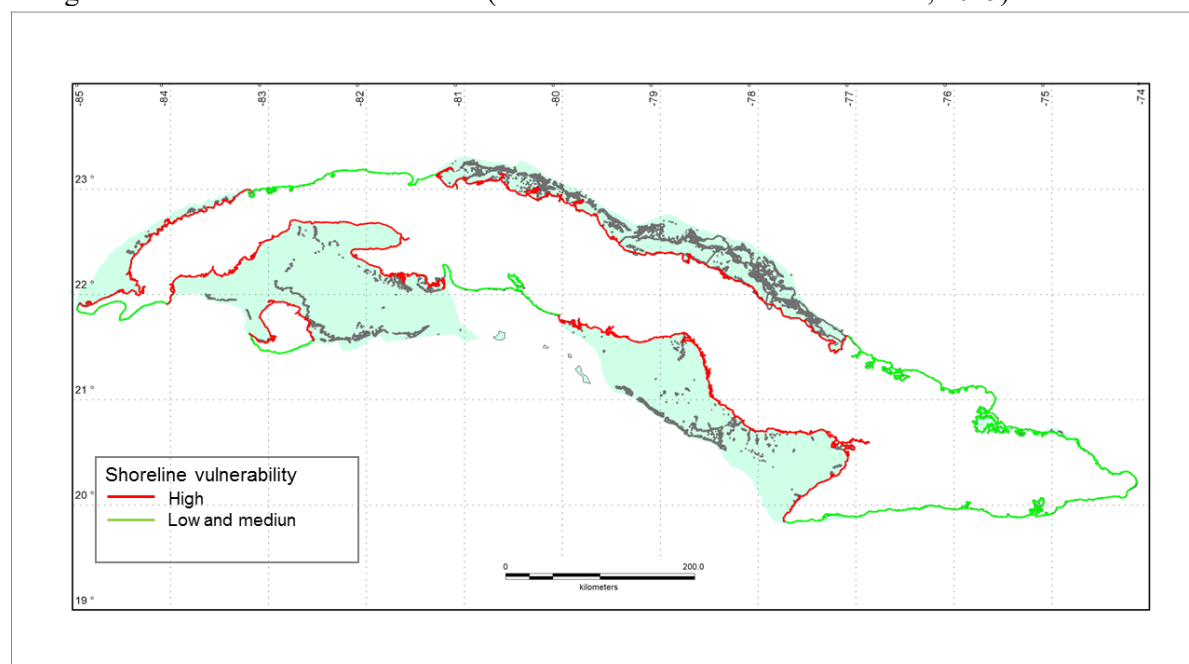 -85 -84 -83 -82 -81 -80 -79 -78 -77 -76 -75 -74
23 °
22 °
21 °
20 °
19 °
Shoreline vulnerability
High
Low and mediun
0 200.0
kilometers